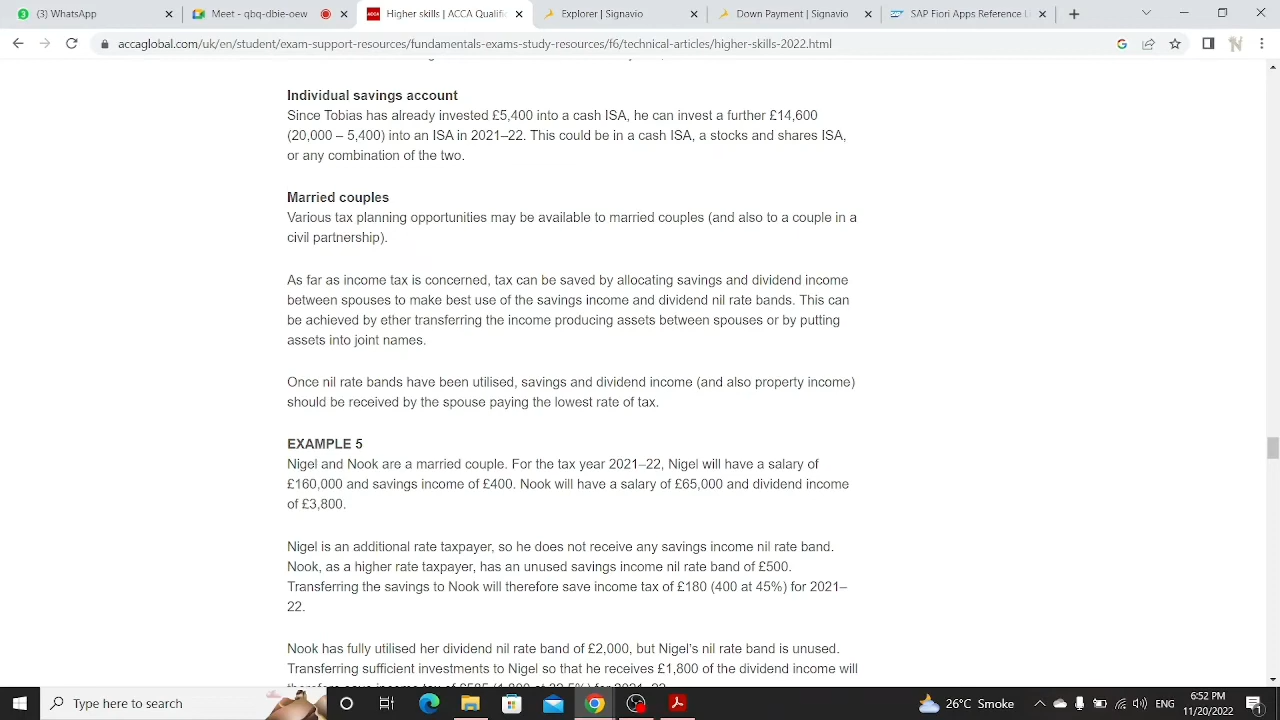 (3) WhatsApp
Meet - qbq-dbie-oew
Higher skills | ACCA Qualific
Explorer | Signavio
Down Payment | Signavio
SAP Fiori Apps Reference Li
accaglobal.com/uk/en/student/exam-support-resources/fundamentals-exams-study-resources/f6/technical-articles/higher-skills-2022.html
Individual savings account
Since Tobias has already invested £5,400 into a cash ISA, he can invest a further £14,600
(20,000 – 5,400) into an ISA in 2021–22. This could be in a cash ISA, a stocks and shares ISA,
or any combination of the two.
Married couples
Various tax planning opportunities may be available to married couples (and also to a couple in a
civil partnership).
As far as income tax is concerned, tax can be saved by allocating savings and dividend income
between spouses to make best use of the savings income and dividend nil rate bands. This can
be achieved by ether transferring the income producing assets between spouses or by putting
assets into joint names.
Once nil rate bands have been utilised, savings and dividend income (and also property income)
should be received by the spouse paying the lowest rate of tax.
EXAMPLE 5
Nigel and Nook are a married couple. For the tax year 2021–22, Nigel will have a salary of
£160,000 and savings income of £400. Nook will have a salary of £65,000 and dividend income
of £3,800.
Nigel is an additional rate taxpayer, so he does not receive any savings income nil rate band.
Nook, as a higher rate taxpayer, has an unused savings income nil rate band of £500.
Transferring the savings to Nook will therefore save income tax of £180 (400 at 45%) for 2021–
22.
Nook has fully utilised her dividend nil rate band of £2,000, but Nigel's nil rate band is unused.
Transferring sufficient investments to Nigel so that he receives £1,800 of the dividend income will
Type here to search
26°C Smoke
ENG
6:52 PM
11/20/2022